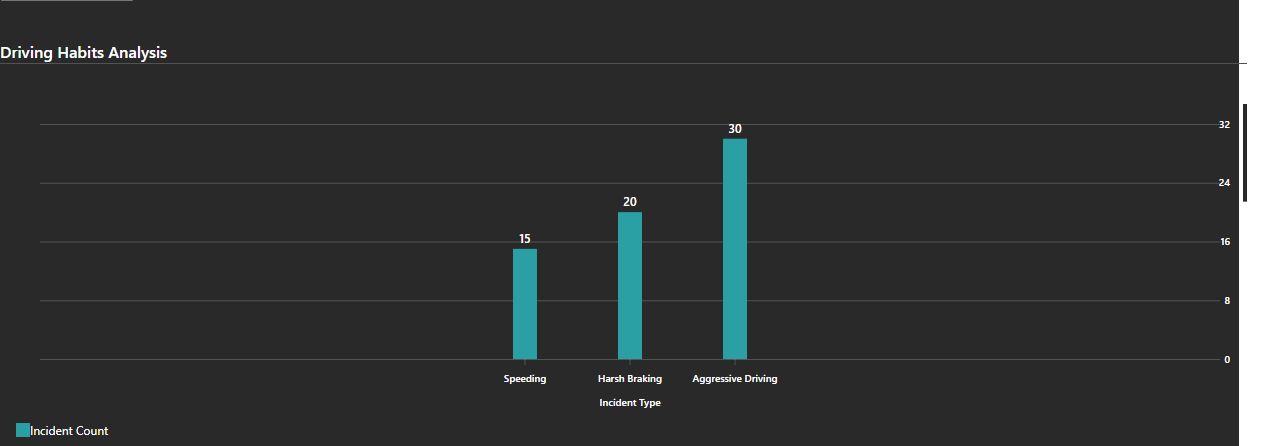 Driving Habits Analysis
32
30
24
20
16
15
8
0
Speeding Harsh Braking Aggressive Driving
Incident Type
Incident Count